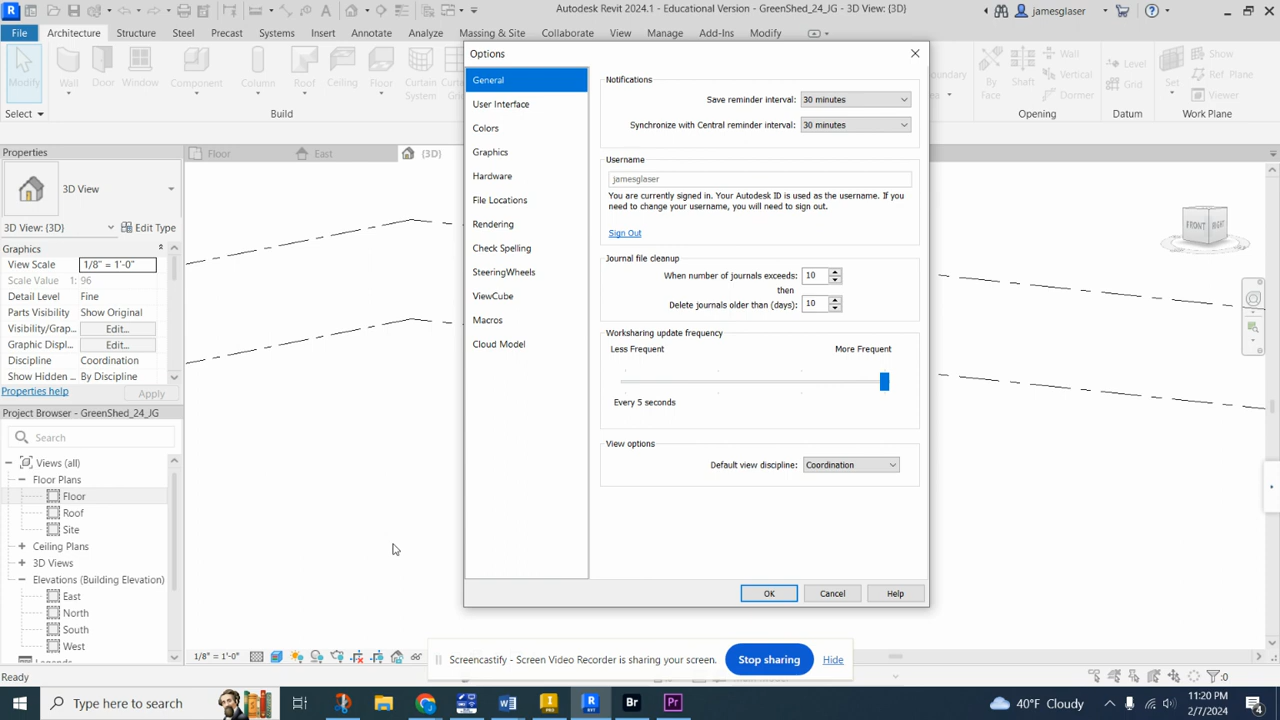 Autodesk Revit 2024.1 - Educational Version - GreenShed_24_JG - 3D View: {3D}
jamesglaser
File Architecture Structure Steel Precast Systems Insert Annotate Analyze Massing & Site Collaborate View Manage Add-Ins Modify
Modify Wall Door Window Component Column Roof Ceiling Floor Curtain System
By Face Shaft Wall Vertical Dormer Level Grid Set Show Ref. Plane Viewer
Select Build Opening Datum Work Plane
Properties
Floor East {3D}
3D View
3D View: {3D} Edit Type
Graphics
View Scale 1/8" = 1'-0"
Scale Value 1: 96
Detail Level Fine
Parts Visibility Show Original
Visibility/Grap... Edit...
Graphic Displ... Edit...
Discipline Coordination
Show Hidden ... By Discipline
Properties help Apply
Project Browser - GreenShed_24_JG
Search
Views (all)
Floor Plans
Floor
Roof
Site
Ceiling Plans
3D Views
Elevations (Building Elevation)
East
North
South
West
Legends
Options
General
User Interface
Colors
Graphics
Hardware
File Locations
Rendering
Check Spelling
SteeringWheels
ViewCube
Macros
Cloud Model
Notifications
Save reminder interval: 30 minutes
Synchronize with Central reminder interval: 30 minutes
Username
jamesglaser
You are currently signed in. Your Autodesk ID is used as the username. If you
need to change your username, you will need to sign out.
Sign Out
Journal file cleanup
When number of journals exceeds: 10
then
Delete journals older than (days): 10
Worksharing update frequency
Less Frequent More Frequent
Every 5 seconds
View options
Default view discipline: Coordination
OK Cancel Help
FRONT RIGHT
1/8" = 1'-0"
Screencastify - Screen Video Recorder is sharing your screen. Stop sharing Hide
Ready
:0
Type here to search
40°F Cloudy
11:20 PM
2/7/2024